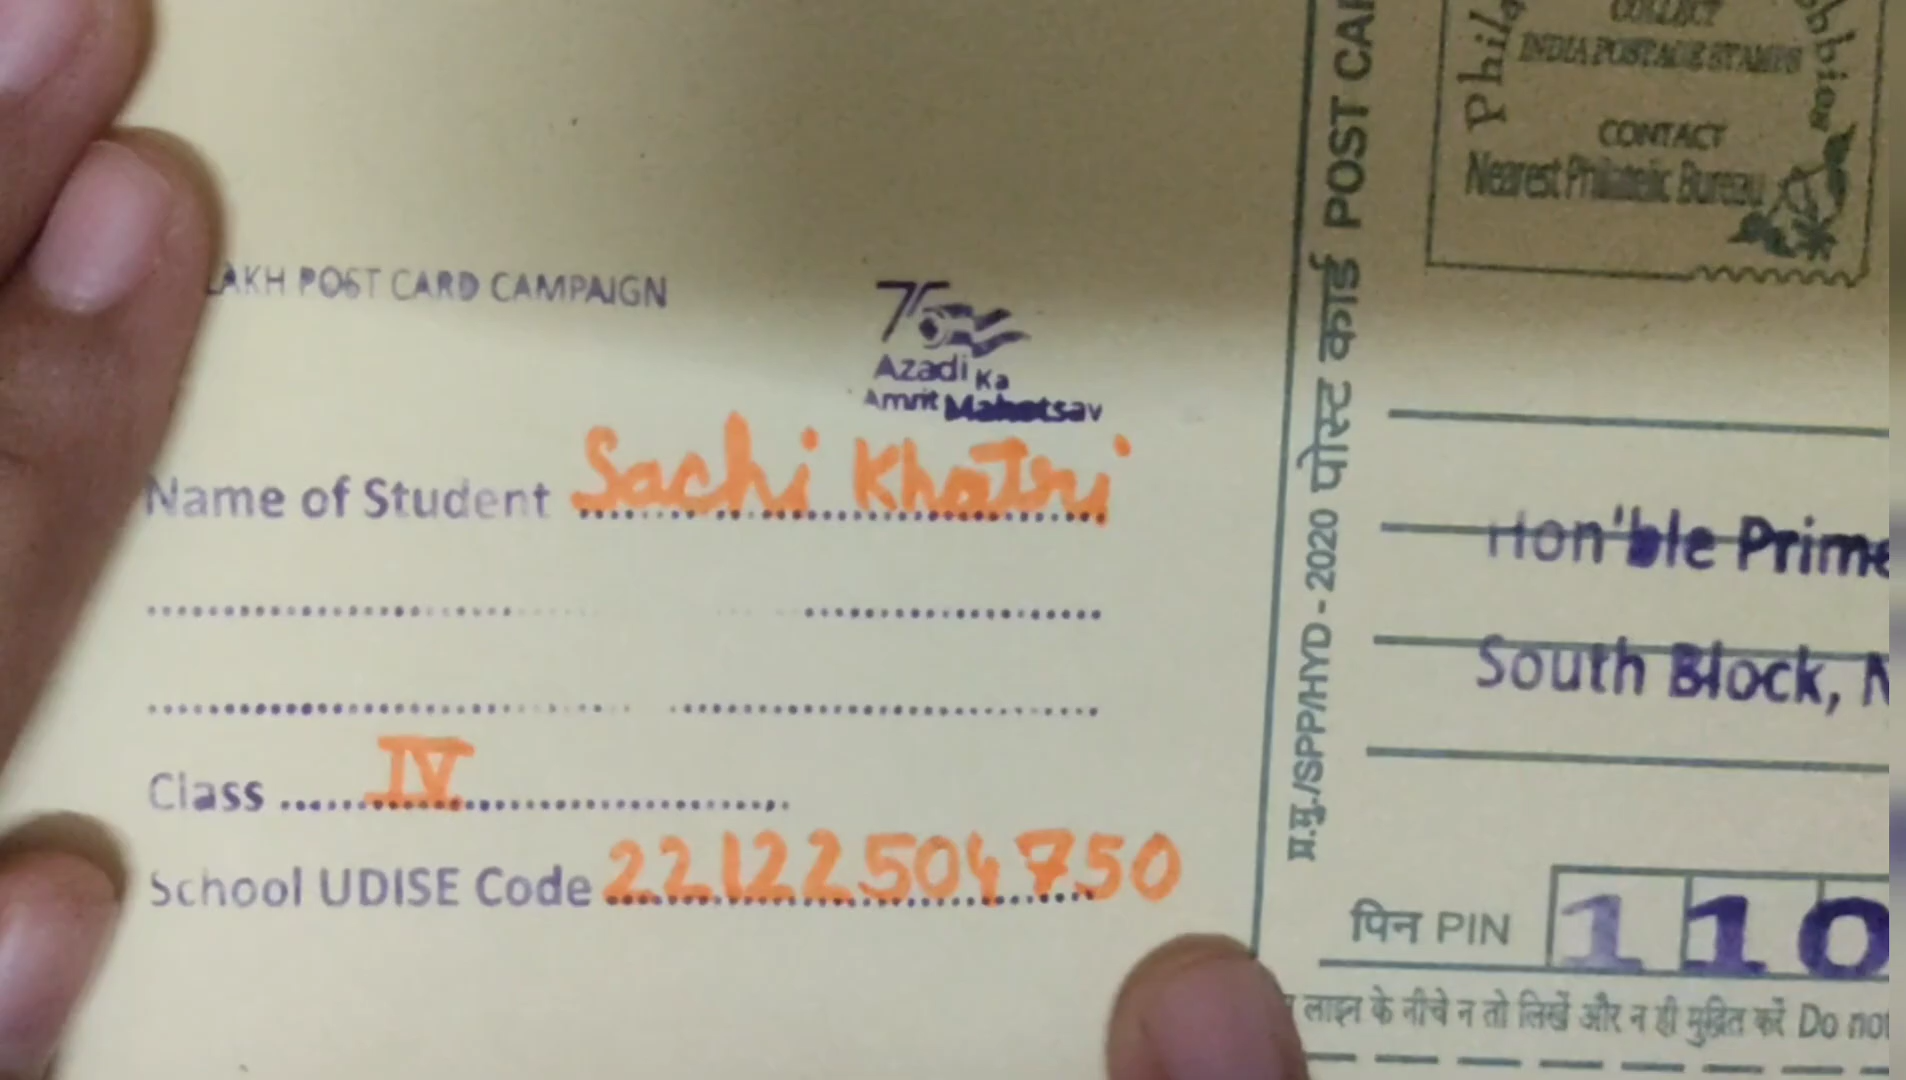 LAKH POST CARD CAMPAIGN
75
Azadi Ka
Amrit Mahotsav
Name of Student Sachi Khatri
Class IV
School UDISE Code 22122504750
म.मु./SPP/HYD - 2020 पोस्ट कार्ड POST CAR
COLLECT
INDIA POSTAGE STAMPS
CONTACT
Nearest Philatelic Bureau
Hon'ble Prime
South Block, N
पिन PIN 110
लाइन के नीचे न तो लिखें और न ही मुद्रित करें Do not